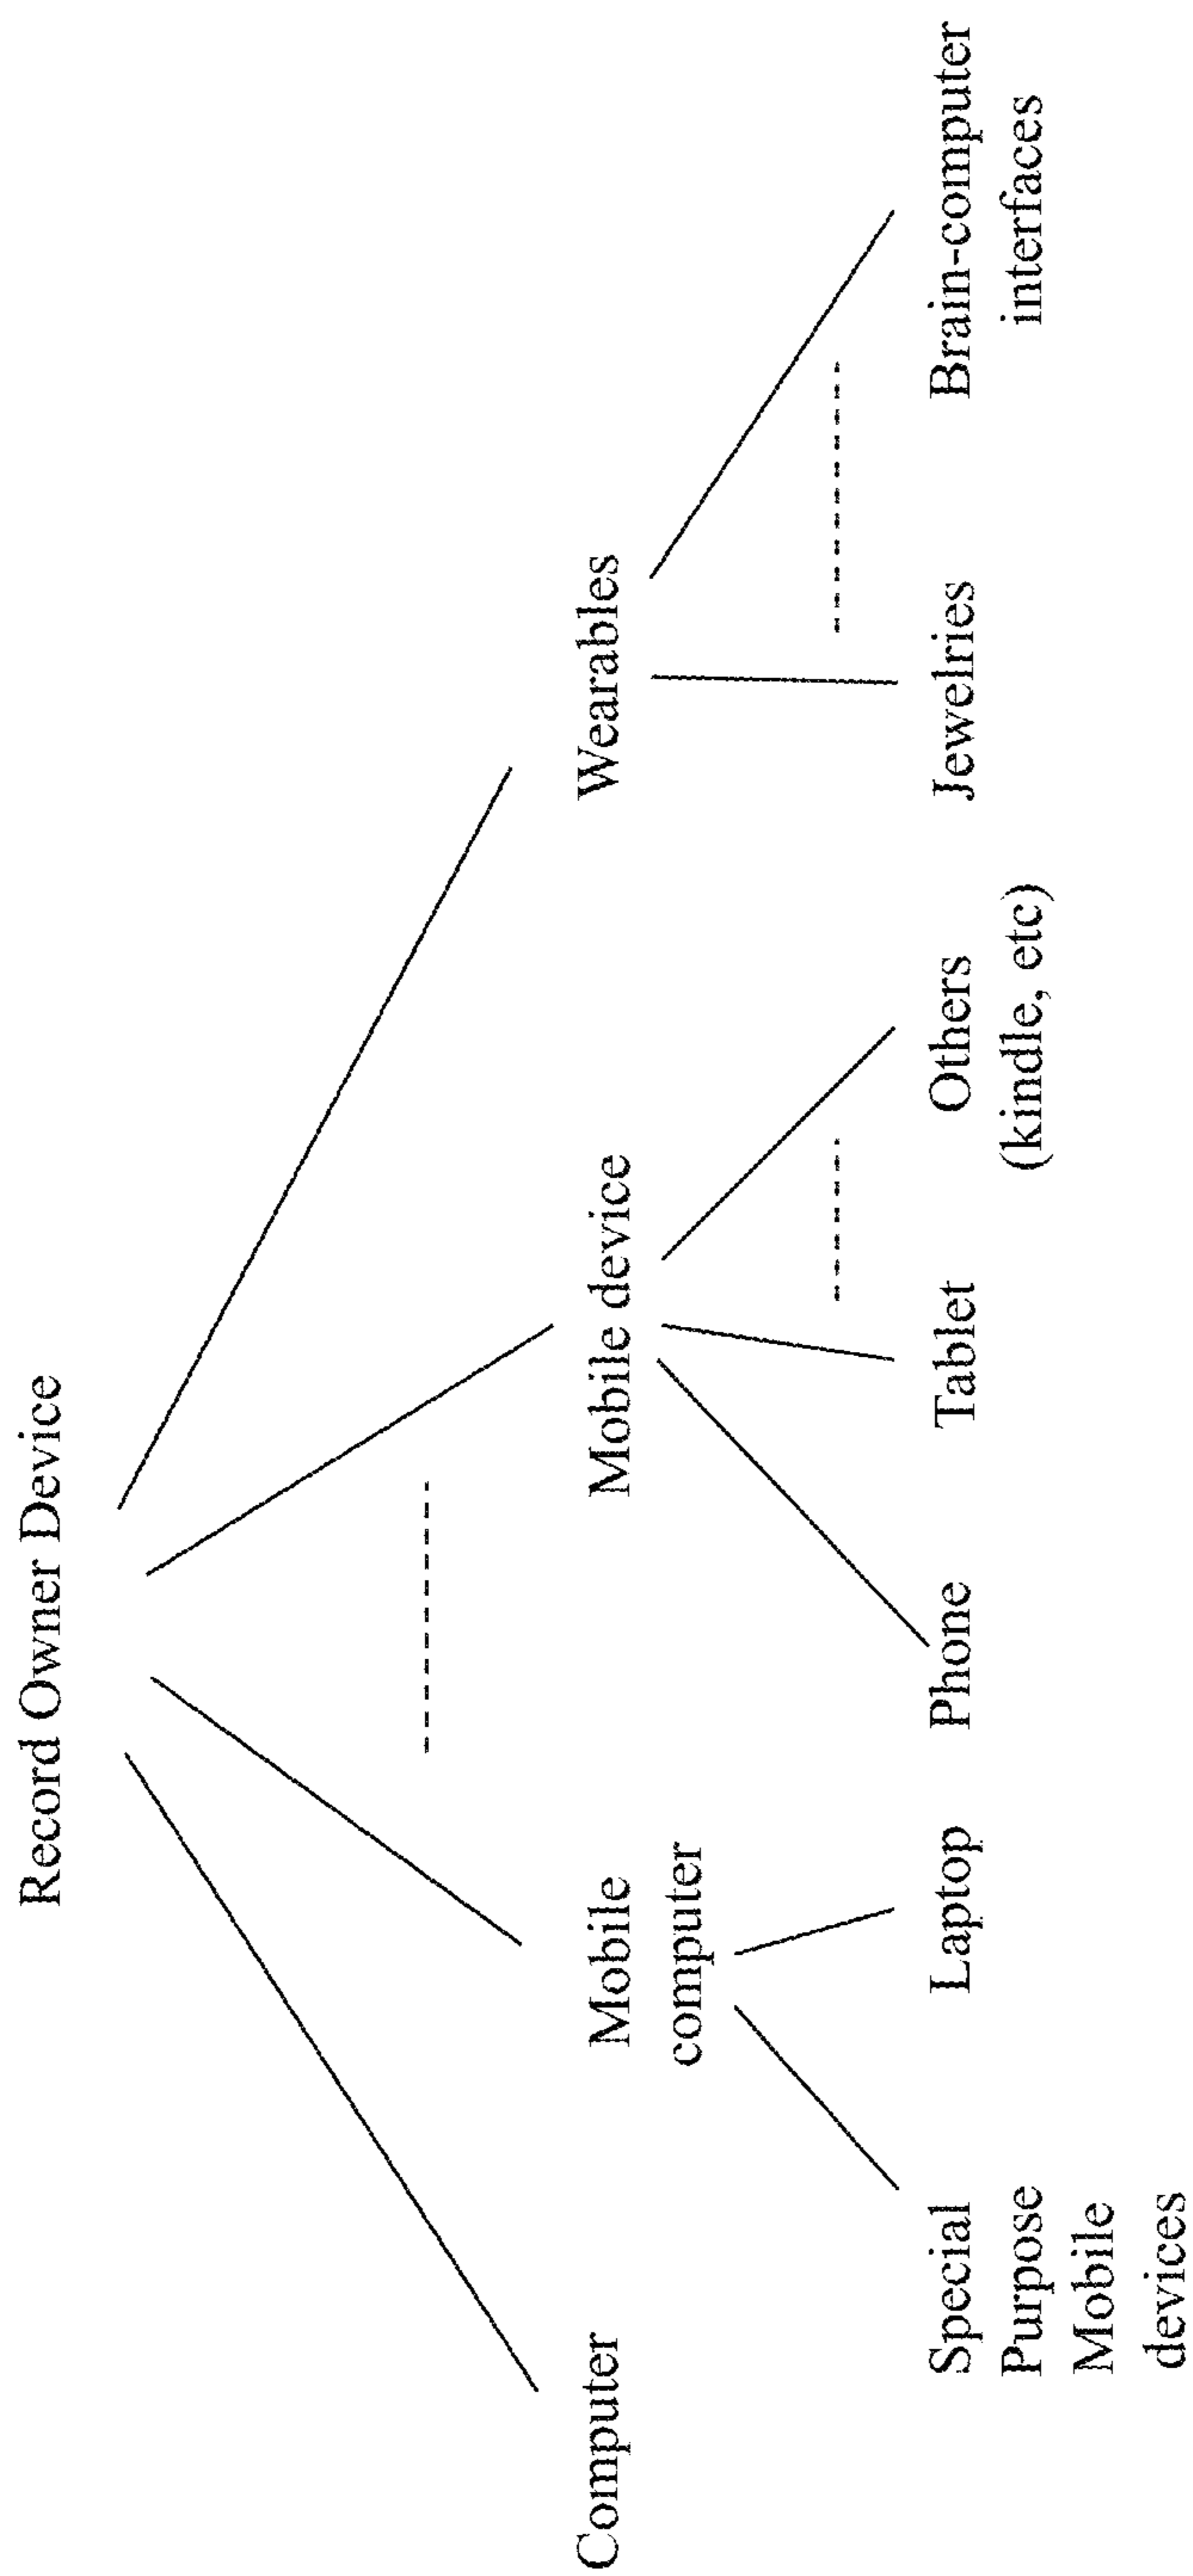 Record Owner Device
Computer
Mobile
computer
Mobile device
Wearables
Special
Purpose
Mobile
devices
Laptop
Phone
Tablet
Others
(kindle, etc)
Jewelries
Brain-computer
interfaces